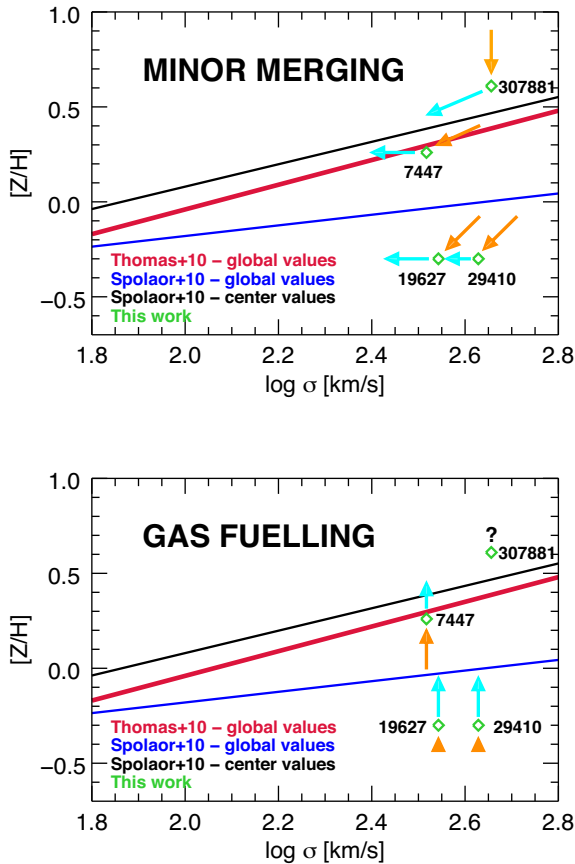 1.0
MINOR MERGING
307881
0.5
[Z/H]
7447
0.0
Thomas+10 − global values
Spolaor+10 − global values
19627
29410
Spolaor+10 − center values
−0.5
This work
1.8
2.0
2.2
2.4
2.6
2.8
log σ [km/s]
1.0
GAS FUELLING
?
307881
0.5
[Z/H]
7447
0.0
19627
29410
Thomas+10 − global values
Spolaor+10 − global values
Spolaor+10 − center values
−0.5
This work
1.8
2.0
2.2
2.4
2.6
2.8
log σ [km/s]